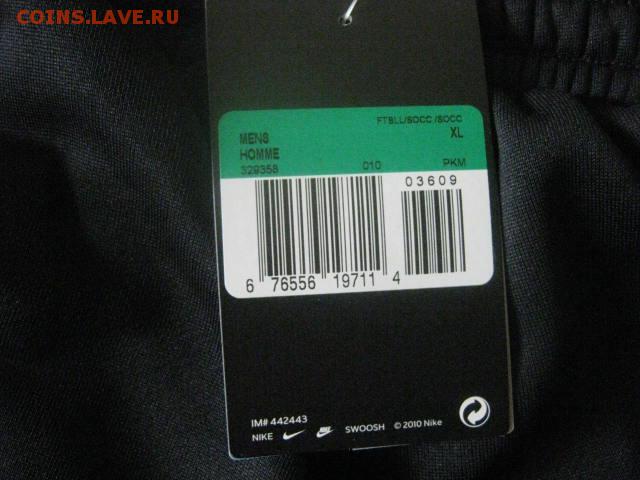 COINS.LAVE.RU
FTBLL/SOCC /SOCC
MENS XL
HOMME
329358 010 PKM
03609
6 76556 19711 4
IM# 442443
NIKE SWOOSH © 2010 Nike